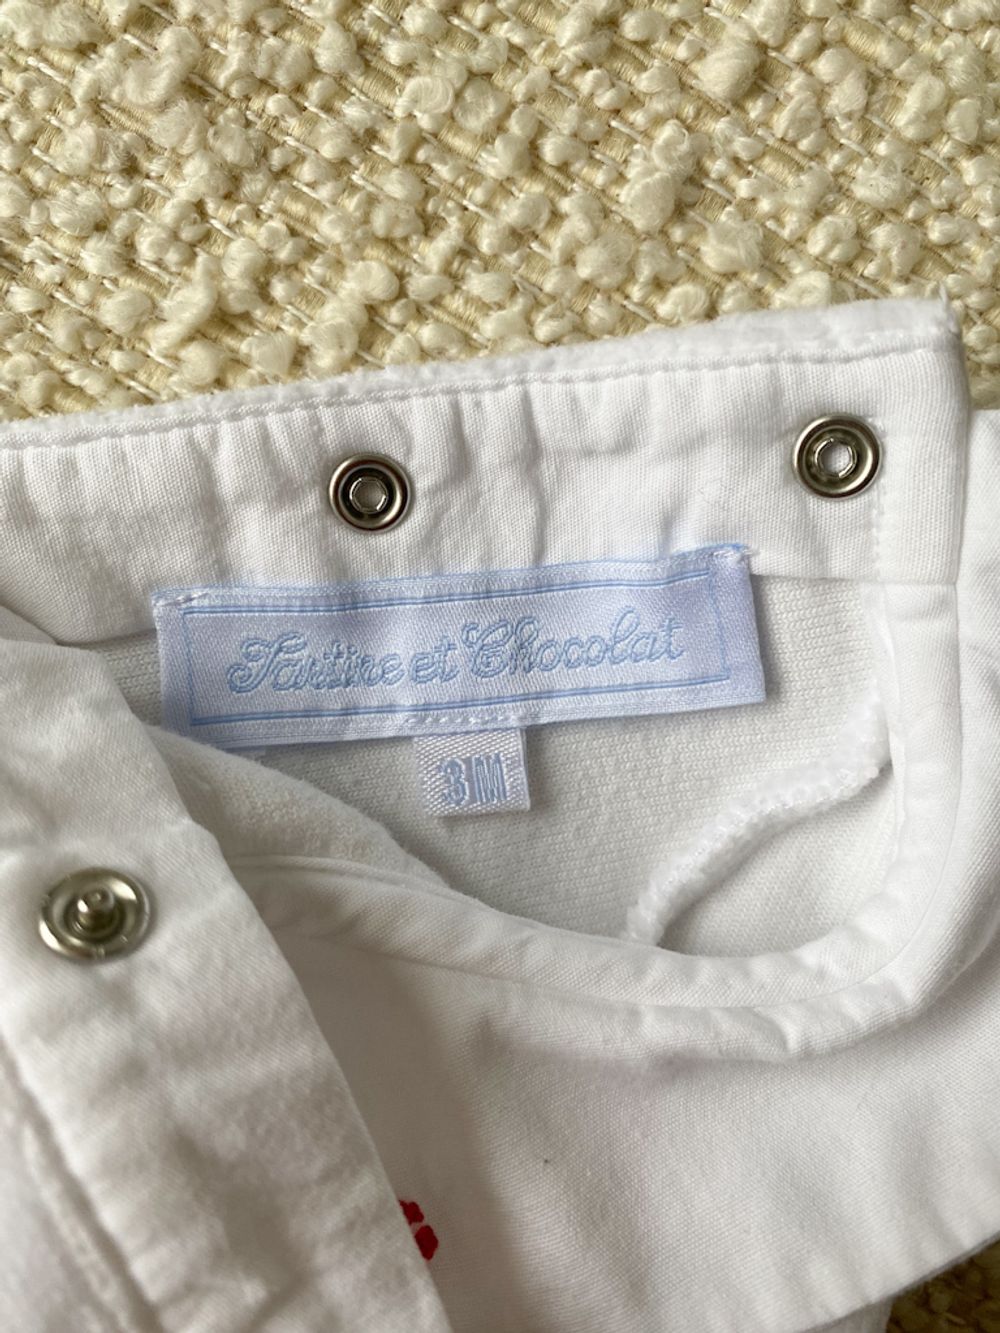 Tartine et Chocolat
3M